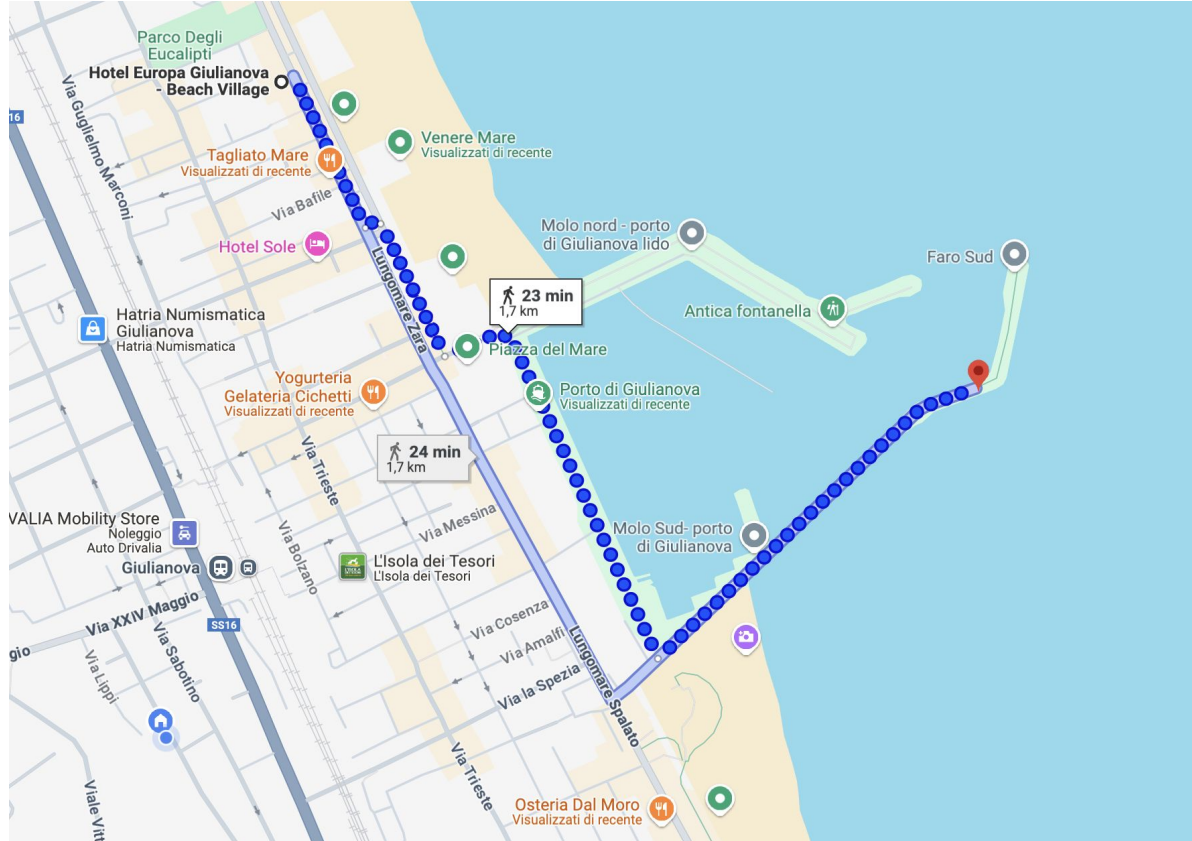 Parco Degli
Eucalipti
Hotel Europa Giulianova
- Beach Village
16
Via Guglielmo Marconi
Venere Mare
Visualizzati di recente
Tagliato Mare
Visualizzati di recente
Via Bafile
Hotel Sole
Molo nord - porto
di Giulianova lido
Faro Sud
Lungomare Zara
23 min
1,7 km
Antica fontanella
Hatria Numismatica
Giulianova
Hatria Numismatica
Piazza del Mare
Yogurteria
Gelateria Cichetti
Visualizzati di recente
Porto di Giulianova
Visualizzati di recente
24 min
1,7 km
Via Trieste
VALIA Mobility Store
Noleggio
Auto Drivalia
Via Messina
Molo Sud- porto
di Giulianova
Via Bolzano
Giulianova
L'Isola dei Tesori
L'Isola dei Tesori
Via XXIV Maggio
SS16
Via Cosenza
Via Amalfi
gio
Via Lippi
Via Sabotino
Via la Spezia
Lungomare Spalato
Via Trieste
Viale Vitt
Osteria Dal Moro
Visualizzati di recente